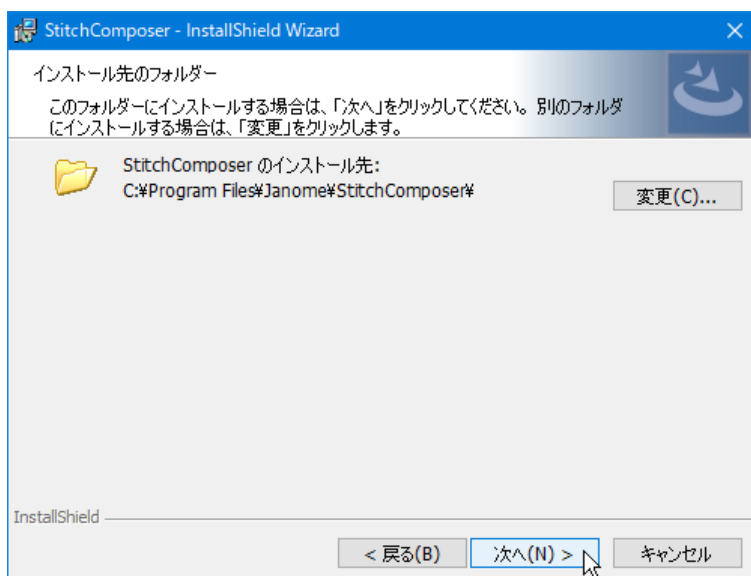 StitchComposer - InstallShield Wizard
インストール先のフォルダー
このフォルダーにインストールする場合は、「次へ」をクリックしてください。別のフォルダ
にインストールする場合は、「変更」をクリックします。
StitchComposer のインストール先:
C:¥Program Files¥Janome¥StitchComposer¥
変更(C)...
InstallShield
< 戻る(B)
次へ(N) >
キャンセル